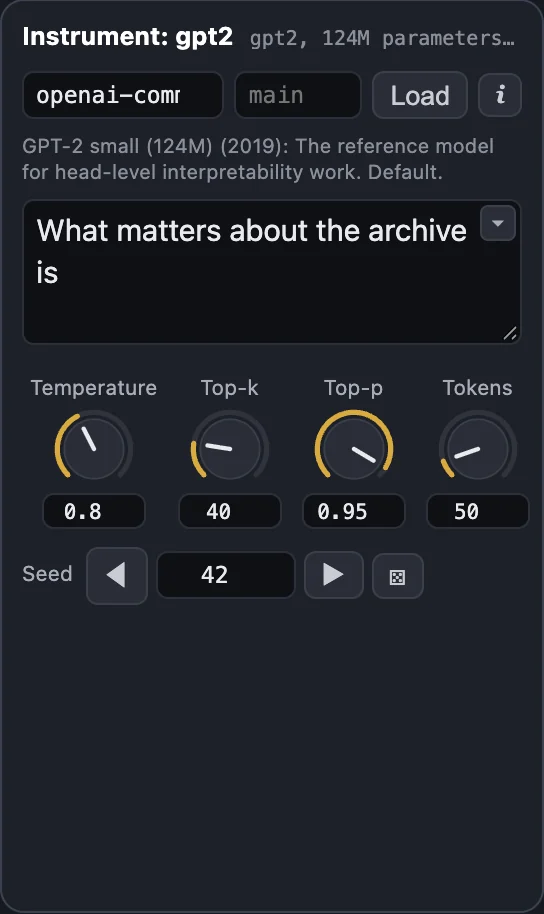 Instrument: gpt2 gpt2, 124M parameters…
openai-comm main Load i
GPT-2 small (124M) (2019): The reference model
for head-level interpretability work. Default.
What matters about the archive
is
Temperature Top-k Top-p Tokens
0.8 40 0.95 50
Seed 42